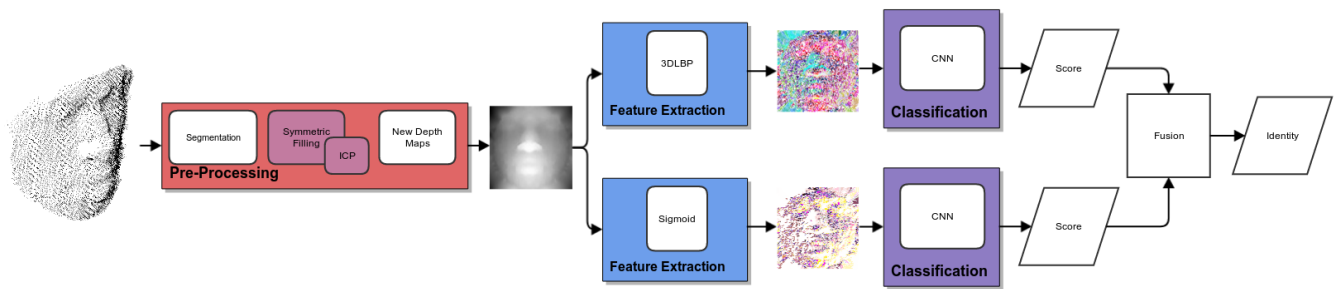 Segmentation
Symmetric
Filling
ICP
New Depth
Maps
Pre-Processing
3DLBP
Feature Extraction
CNN
Classification
Score
Sigmoid
Feature Extraction
CNN
Classification
Score
Fusion
Identity